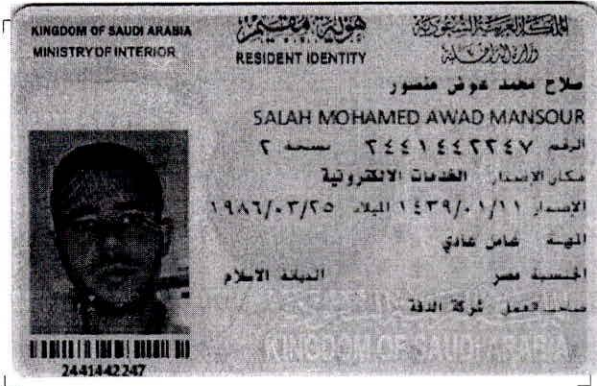 KINGDOM OF SAUDI ARABIA
MINISTRY OF INTERIOR
هوية مقيم
RESIDENT IDENTITY
المملكة العربية السعودية
وزارة الداخلية
صلاح محمد عوض منصور
SALAH MOHAMED AWAD MANSOUR
الرقم ٢٤٤١٤٤٢٢٤٧ نسخة ٢
مكان الإصدار الخدمات الالكترونية
الإصدار ١٤٣٩/٠١/١١ الميلاد ١٩٨٦/٠٣/٢٥
المهنة عامل عادي
الجنسية مصر الديانة الاسلام
صاحب العمل شركة الدفة
KINGDOM OF SAUDI ARABIA
2441442247